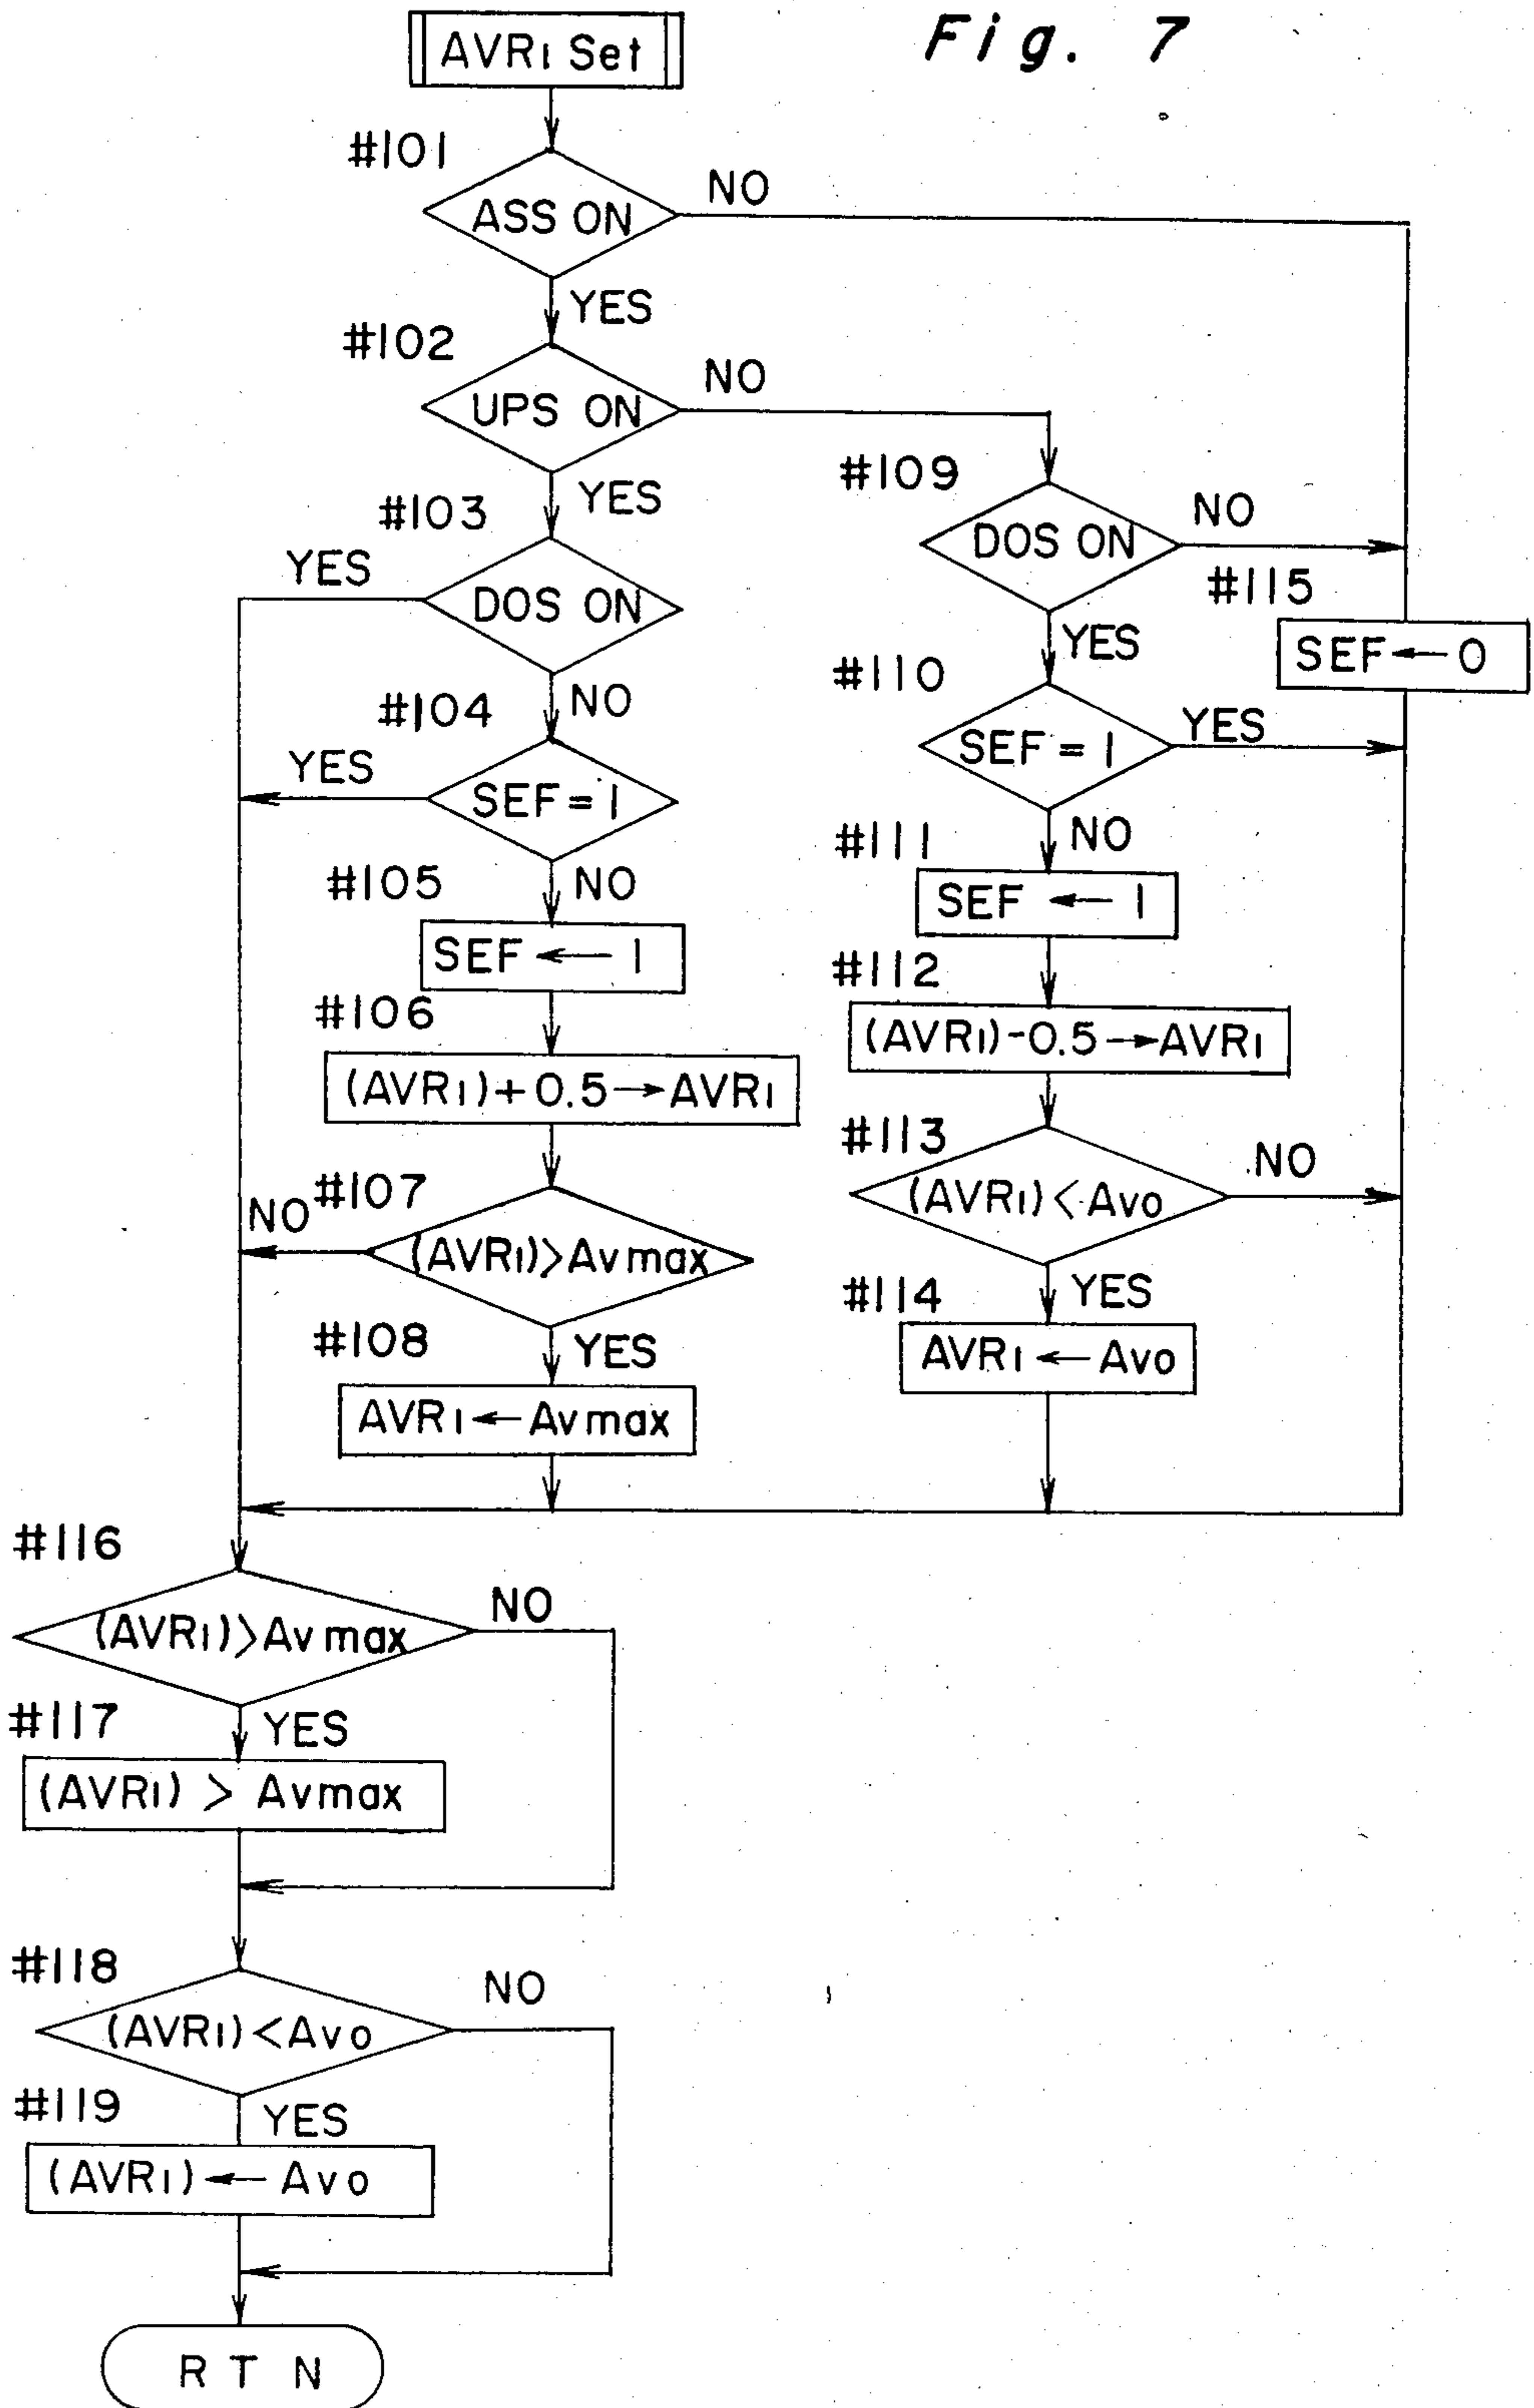 Fig. 7
AVR1 Set
#101
ASS ON
NO
YES
#102
UPS ON
NO
YES
#103
DOS ON
YES
NO
#104
SEF=1
YES
NO
#105
SEF ← 1
#106
(AVR1)+0.5→AVR1
#107
(AVR1)>Avmax
NO
YES
#108
AVR1←Avmax
#109
DOS ON
NO
YES
#115
SEF←0
#110
SEF=1
YES
NO
#111
SEF ← 1
#112
(AVR1)-0.5→AVR1
#113
(AVR1)<Avo
NO
YES
#114
AVR1←Avo
#116
(AVR1)>Avmax
NO
YES
#117
(AVR1) > Avmax
#118
(AVR1)<Avo
NO
YES
#119
(AVR1)←Avo
RTN